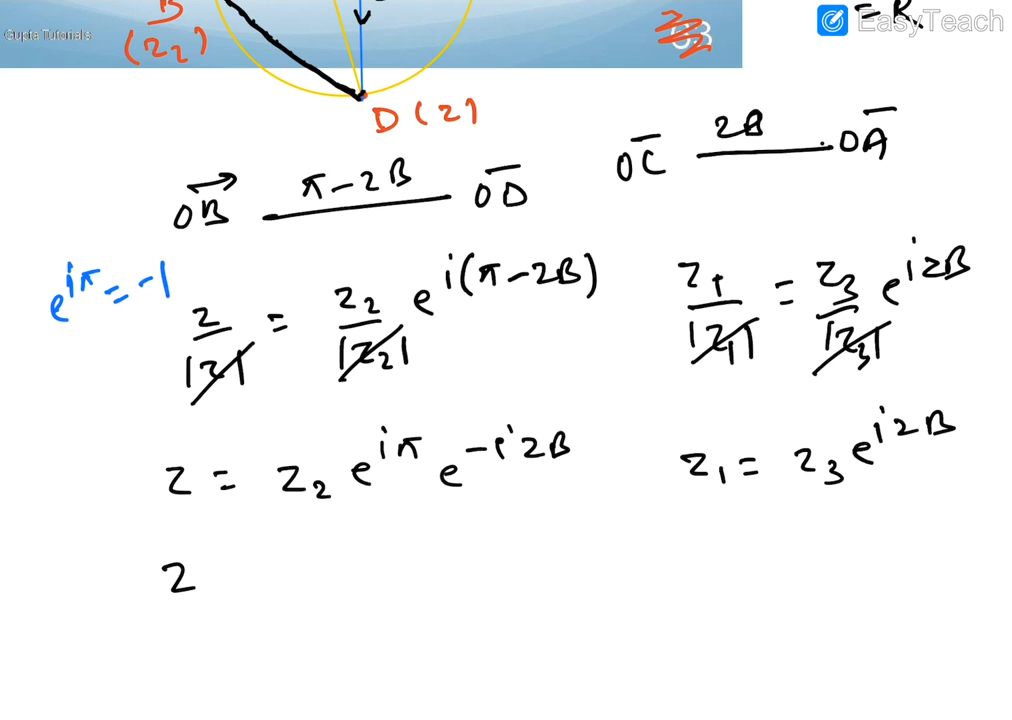 B
(z₂)
Gupta Tutorials
= R.
EasyTeach
D (z)
OB π-2B OD
OC 2B OA
e^iπ = -1
z/|z| = z₂/|z₂| e^i(π-2B)
z₁/|z₁| = z₃/|z₃| e^i2B
z = z₂ e^iπ e^-i2B
z₁ = z₃ e^i2B
z